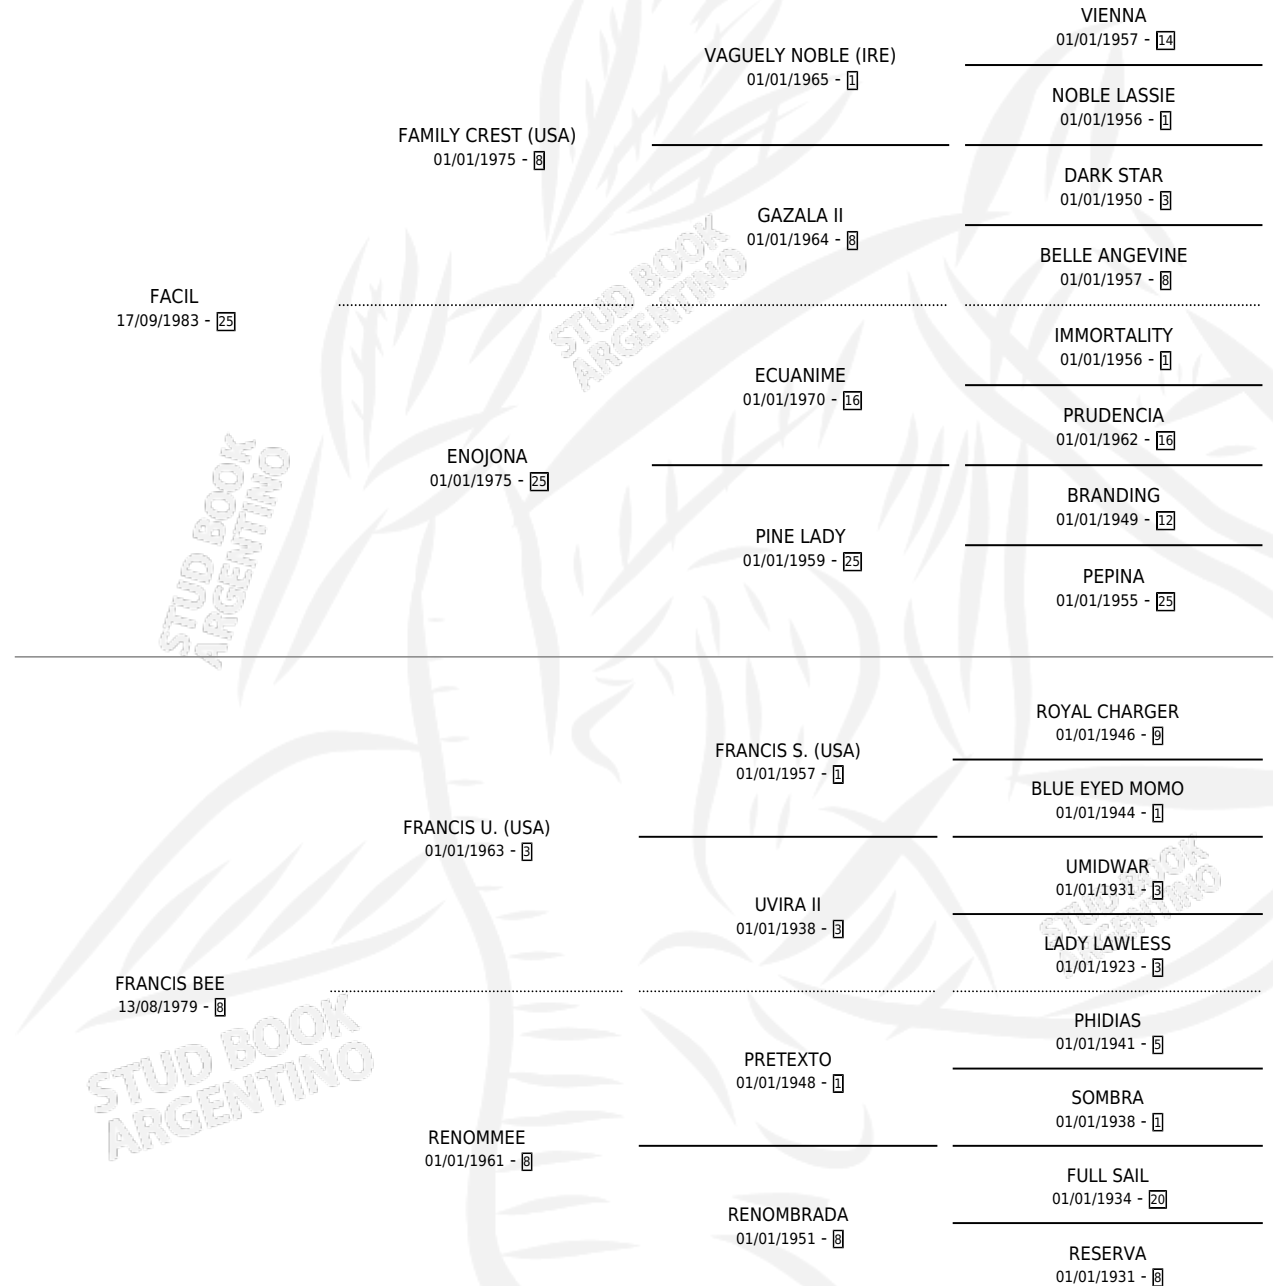 VIENNA
01/01/1957 - 14
VAGUELY NOBLE (IRE)
01/01/1965 - 1
NOBLE LASSIE
01/01/1956 - 1
FAMILY CREST (USA)
01/01/1975 - 8
DARK STAR
01/01/1950 - 3
GAZALA II
01/01/1964 - 8
BELLE ANGEVINE
01/01/1957 - 8
FACIL
17/09/1983 - 25
IMMORTALITY
01/01/1956 - 1
ECUANIME
01/01/1970 - 16
PRUDENCIA
01/01/1962 - 16
ENOJONA
01/01/1975 - 25
BRANDING
01/01/1949 - 12
PINE LADY
01/01/1959 - 25
PEPINA
01/01/1955 - 25
ROYAL CHARGER
01/01/1946 - 9
FRANCIS S. (USA)
01/01/1957 - 1
BLUE EYED MOMO
01/01/1944 - 1
FRANCIS U. (USA)
01/01/1963 - 3
UMIDWAR
01/01/1931 - 3
UVIRA II
01/01/1938 - 3
LADY LAWLESS
01/01/1923 - 3
FRANCIS BEE
13/08/1979 - 8
PHIDIAS
01/01/1941 - 5
PRETEXTO
01/01/1948 - 1
SOMBRA
01/01/1938 - 1
RENOMMEE
01/01/1961 - 8
FULL SAIL
01/01/1934 - 20
RENOMBRADA
01/01/1951 - 8
RESERVA
01/01/1931 - 8
STUD BOOK
ARGENTINO
STUD BOOK
ARGENTINO
STUD BOOK
ARGENTINO
STUD BOOK
ARGENTINO